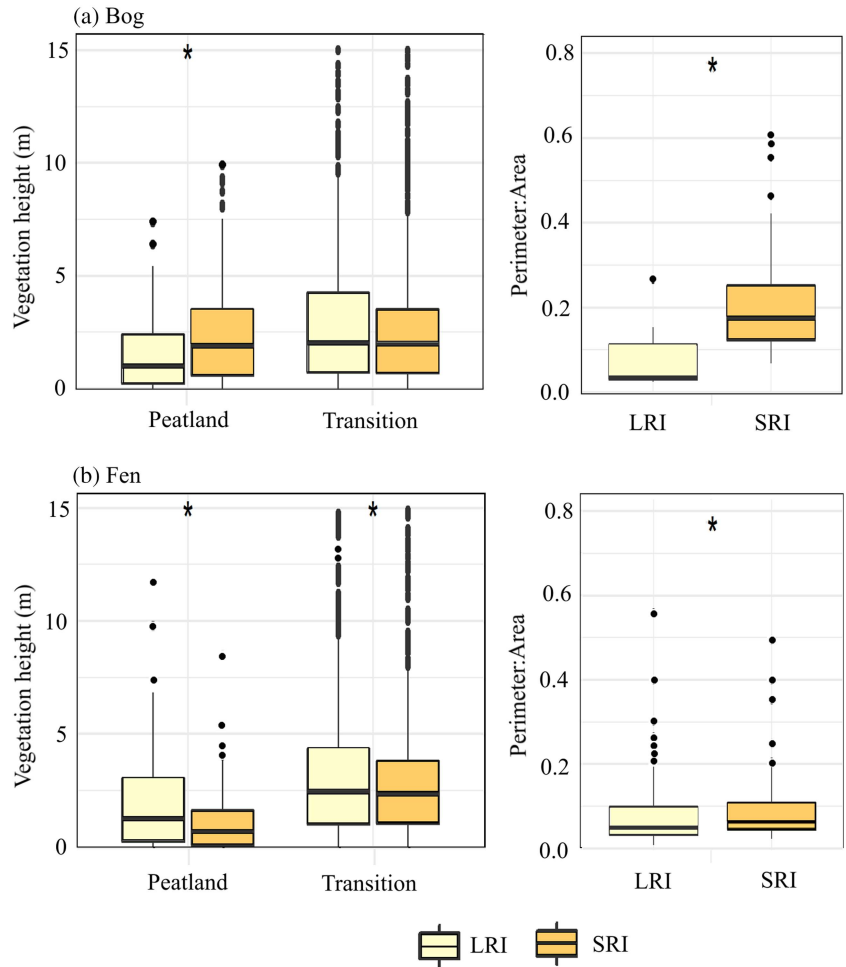 (a) Bog
Vegetation height (m)
15
10
5
0
*
Peatland
Transition
Perimeter:Area
0.8
0.6
0.4
0.2
0.0
*
LRI
SRI
(b) Fen
Vegetation height (m)
15
10
5
0
*
*
Peatland
Transition
Perimeter:Area
0.8
0.6
0.4
0.2
0.0
*
LRI
SRI
LRI
SRI